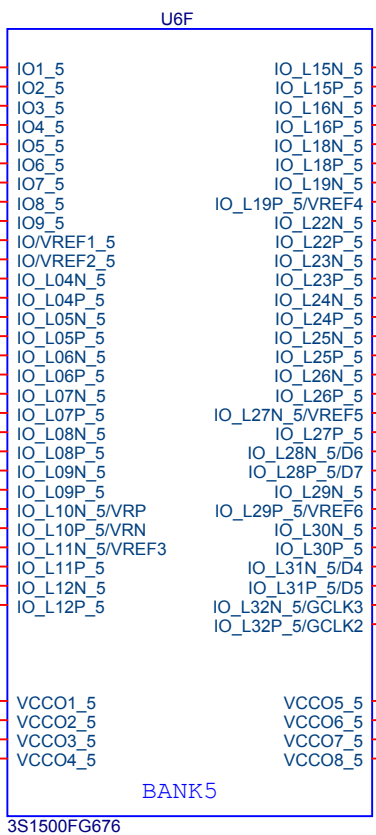 U6F
IO1_5
IO2_5
IO3_5
IO4_5
IO5_5
IO6_5
IO7_5
IO8_5
IO9_5
IO/VREF1_5
IO/VREF2_5
IO_L04N_5
IO_L04P_5
IO_L05N_5
IO_L05P_5
IO_L06N_5
IO_L06P_5
IO_L07N_5
IO_L07P_5
IO_L08N_5
IO_L08P_5
IO_L09N_5
IO_L09P_5
IO_L10N_5/VRP
IO_L10P_5/VRN
IO_L11N_5/VREF3
IO_L11P_5
IO_L12N_5
IO_L12P_5
VCCO1_5
VCCO2_5
VCCO3_5
VCCO4_5
IO_L15N_5
IO_L15P_5
IO_L16N_5
IO_L16P_5
IO_L18N_5
IO_L18P_5
IO_L19N_5
IO_L19P_5/VREF4
IO_L22N_5
IO_L22P_5
IO_L23N_5
IO_L23P_5
IO_L24N_5
IO_L24P_5
IO_L25N_5
IO_L25P_5
IO_L26N_5
IO_L26P_5
IO_L27N_5/VREF5
IO_L27P_5
IO_L28N_5/D6
IO_L28P_5/D7
IO_L29N_5
IO_L29P_5/VREF6
IO_L30N_5
IO_L30P_5
IO_L31N_5/D4
IO_L31P_5/D5
IO_L32N_5/GCLK3
IO_L32P_5/GCLK2
VCCO5_5
VCCO6_5
VCCO7_5
VCCO8_5
BANK5
3S1500FG676